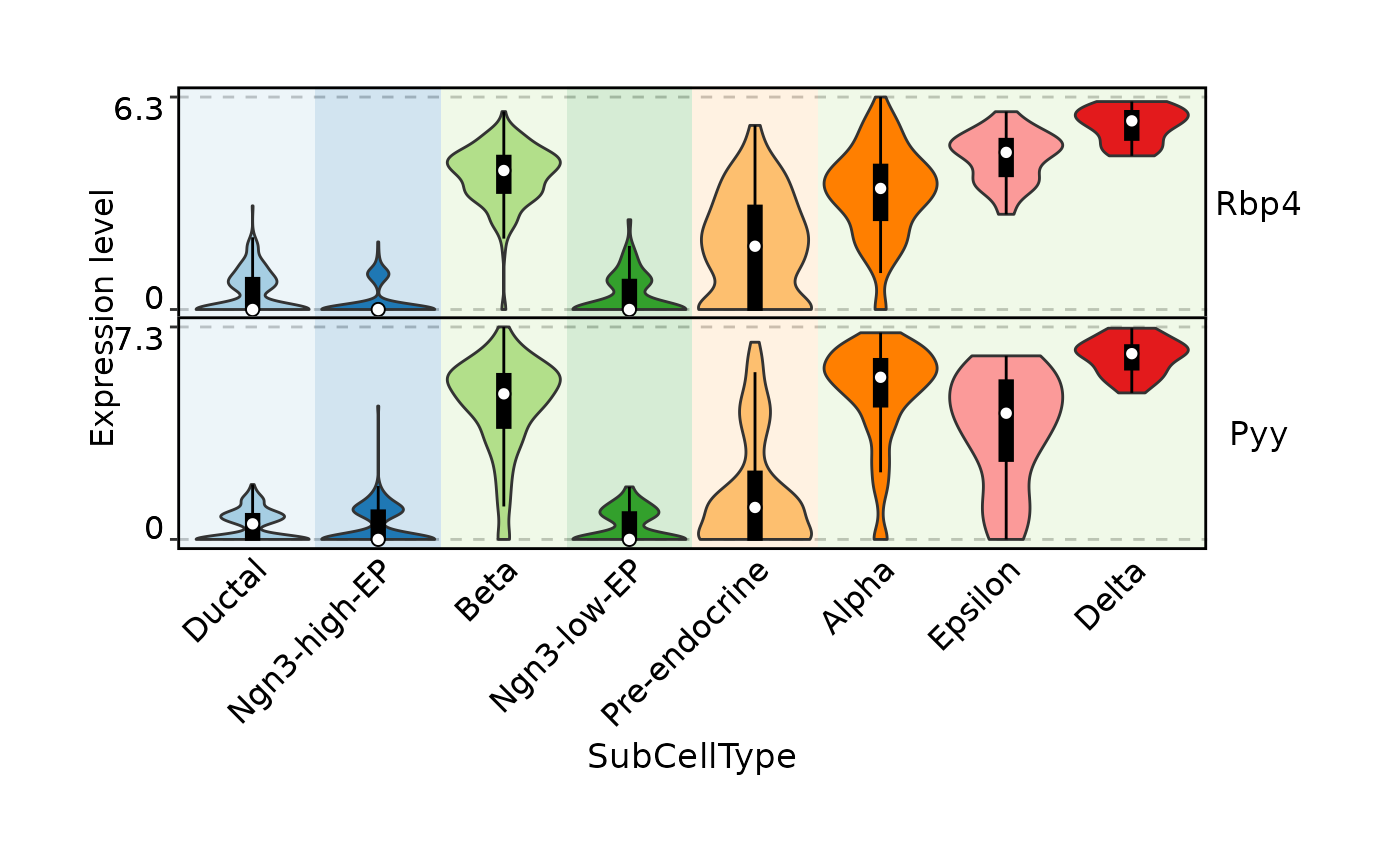 6.3
0
Rbp4
Expression level
7.3
0
Pyy
Ductal
Ngn3-high-EP
Beta
Ngn3-low-EP
Pre-endocrine
Alpha
Epsilon
Delta
SubCellType